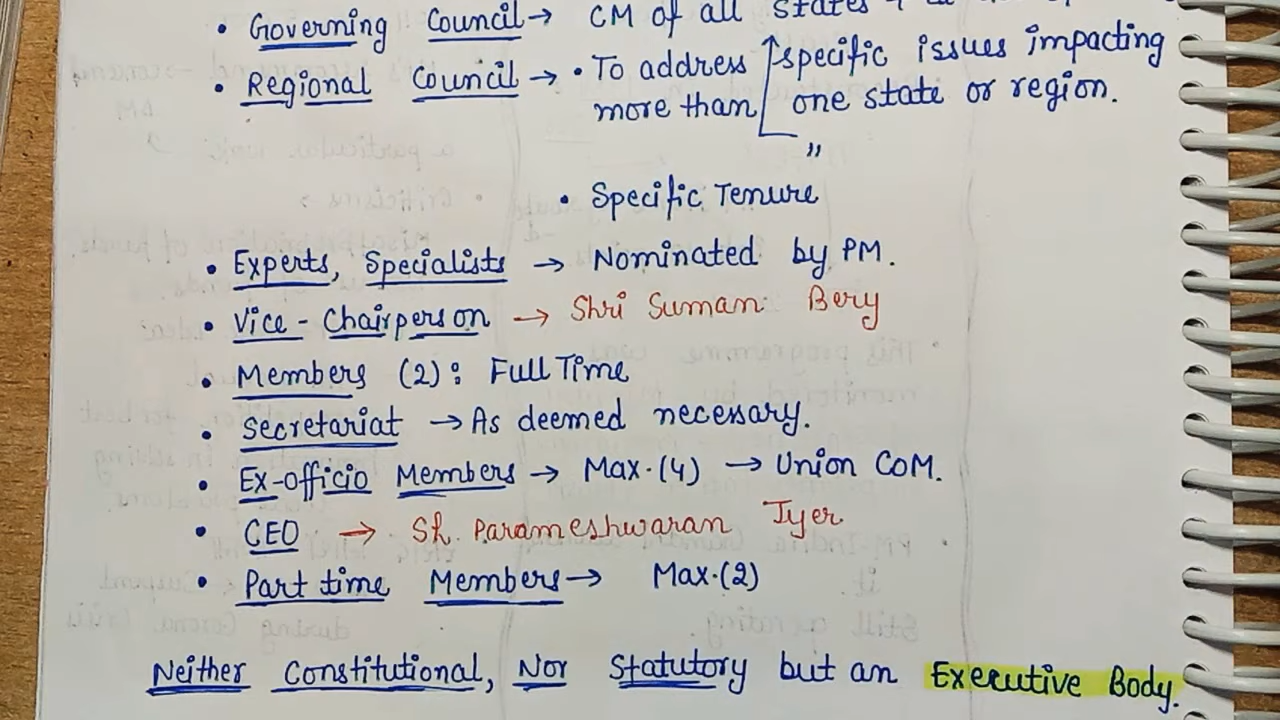 • Governing Council → CM of all states
• Regional Council → • To address specific issues impacting
more than one state or region.
"
• Specific Tenure
• Experts, Specialists → Nominated by PM.
• Vice-Chairperson → Shri Suman Bery
• Members (2): Full Time
• Secretariat → As deemed necessary.
• Ex-officio Members → Max.(4) → Union CoM.
• CEO → Sh. Parameshwaran Iyer
• Part time Members → Max.(2)
Neither Constitutional, Nor Statutory but an Executive Body.